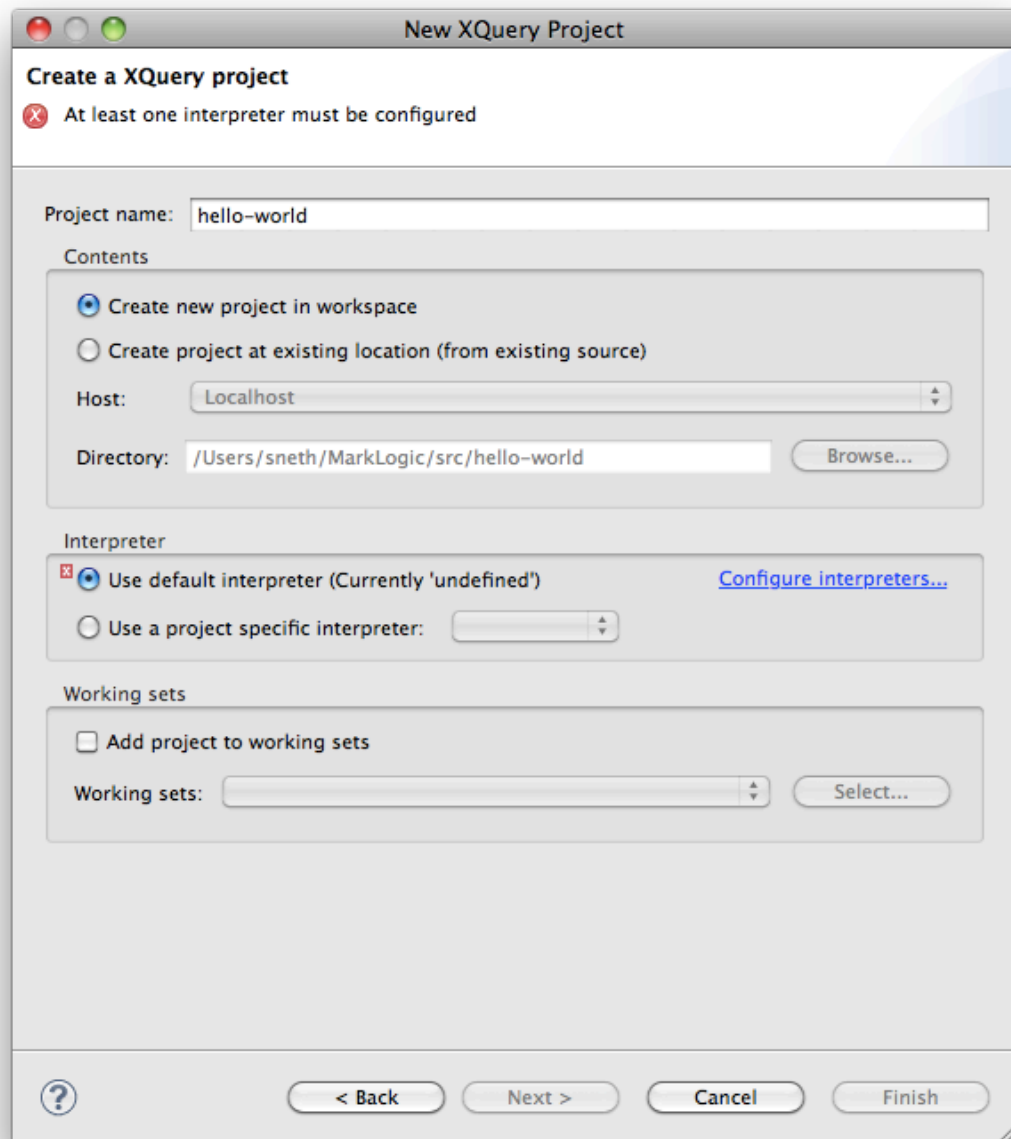 New XQuery Project
Create a XQuery project
At least one interpreter must be configured
Project name: hello-world
Contents
Create new project in workspace
Create project at existing location (from existing source)
Host: Localhost
Directory: /Users/sneth/MarkLogic/src/hello-world Browse...
Interpreter
Use default interpreter (Currently 'undefined') Configure interpreters...
Use a project specific interpreter:
Working sets
Add project to working sets
Working sets: Select...
? < Back Next > Cancel Finish